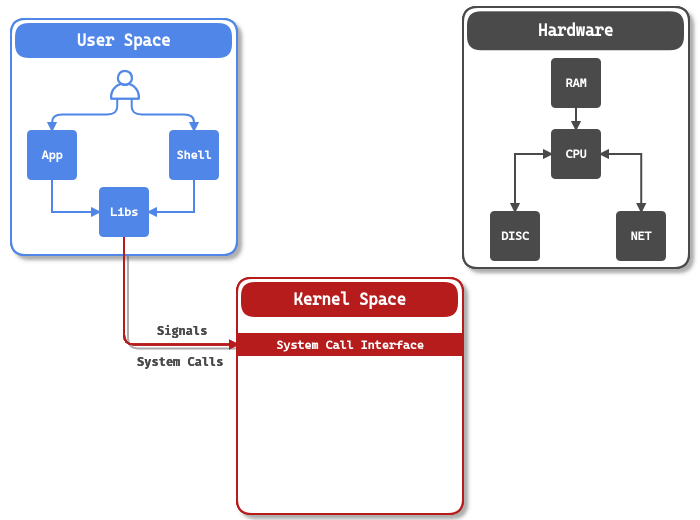 User Space
App
Shell
Libs
Hardware
RAM
CPU
DISC
NET
Signals
System Calls
Kernel Space
System Call Interface